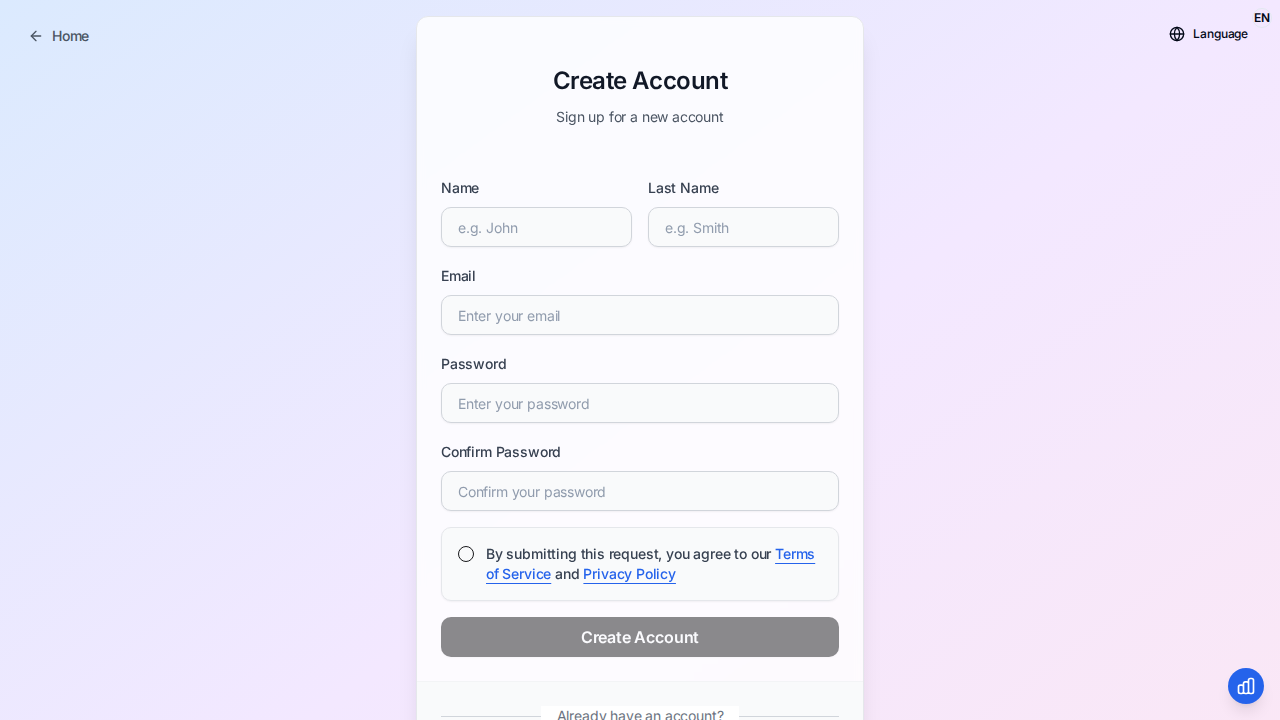 Home
EN
Language
Create Account
Sign up for a new account
Name
Last Name
e.g. John
e.g. Smith
Email
Enter your email
Password
Enter your password
Confirm Password
Confirm your password
By submitting this request, you agree to our Terms
of Service and Privacy Policy
Create Account
Already have an account?